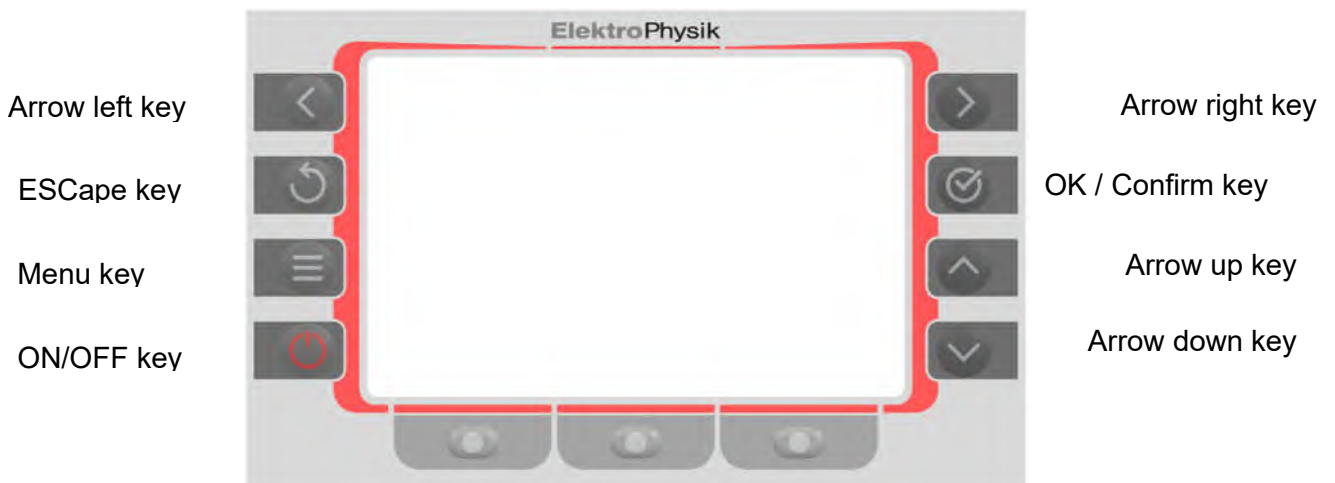 ElektroPhysik
Arrow left key
Arrow right key
ESCape key
OK / Confirm key
Menu key
Arrow up key
ON/OFF key
Arrow down key